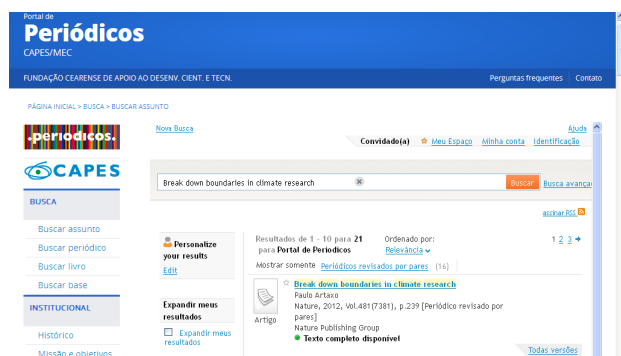 Portal de
Periódicos
CAPES/MEC
FUNDAÇÃO CEARENSE DE APOIO AO DESENV. CIENT. E TECN.
Perguntas frequentes
Contato
PÁGINA INICIAL > BUSCA > BUSCAR ASSUNTO
.periodicos.
CAPES
BUSCA
Buscar assunto
Buscar periódico
Buscar livro
Buscar base
INSTITUCIONAL
Histórico
Missão e objetivos
Nova Busca
Ajuda
Convidado(a)
Meu Espaço
Minha conta
Identificação
Break down boundaries in climate research
Buscar
Busca avança
assinar RSS
Personalize your results
Edit
Expandir meus resultados
Expandir meus resultados
Resultados de 1 - 10 para 21
para Portal de Periodicos
Ordenado por:
Relevância
1 2 3
Mostrar somente Periódicos revisados por pares (16)
Artigo
Break down boundaries in climate research
Paulo Artaxo
Nature, 2012, Vol.481(7381), p.239 [Periódico revisado por
pares]
Nature Publishing Group
Texto completo disponível
Todas versões